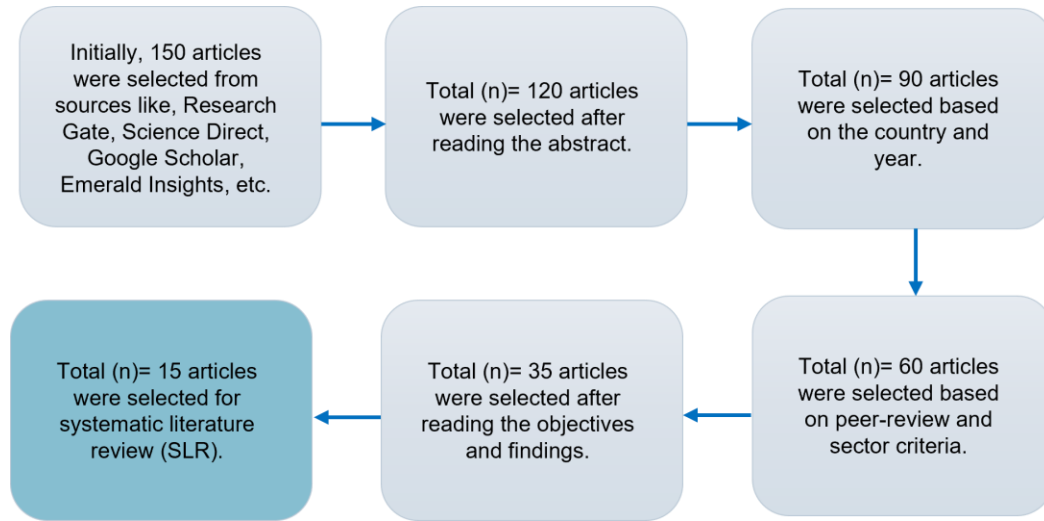 Initially, 150 articles
were selected from
sources like, Research
Gate, Science Direct,
Google Scholar,
Emerald Insights, etc.
Total (n)= 120 articles
were selected after
reading the abstract.
Total (n)= 90 articles
were selected based
on the country and
year.
Total (n)= 60 articles
were selected based
on peer-review and
sector criteria.
Total (n)= 35 articles
were selected after
reading the objectives
and findings.
Total (n)= 15 articles
were selected for
systematic literature
review (SLR).